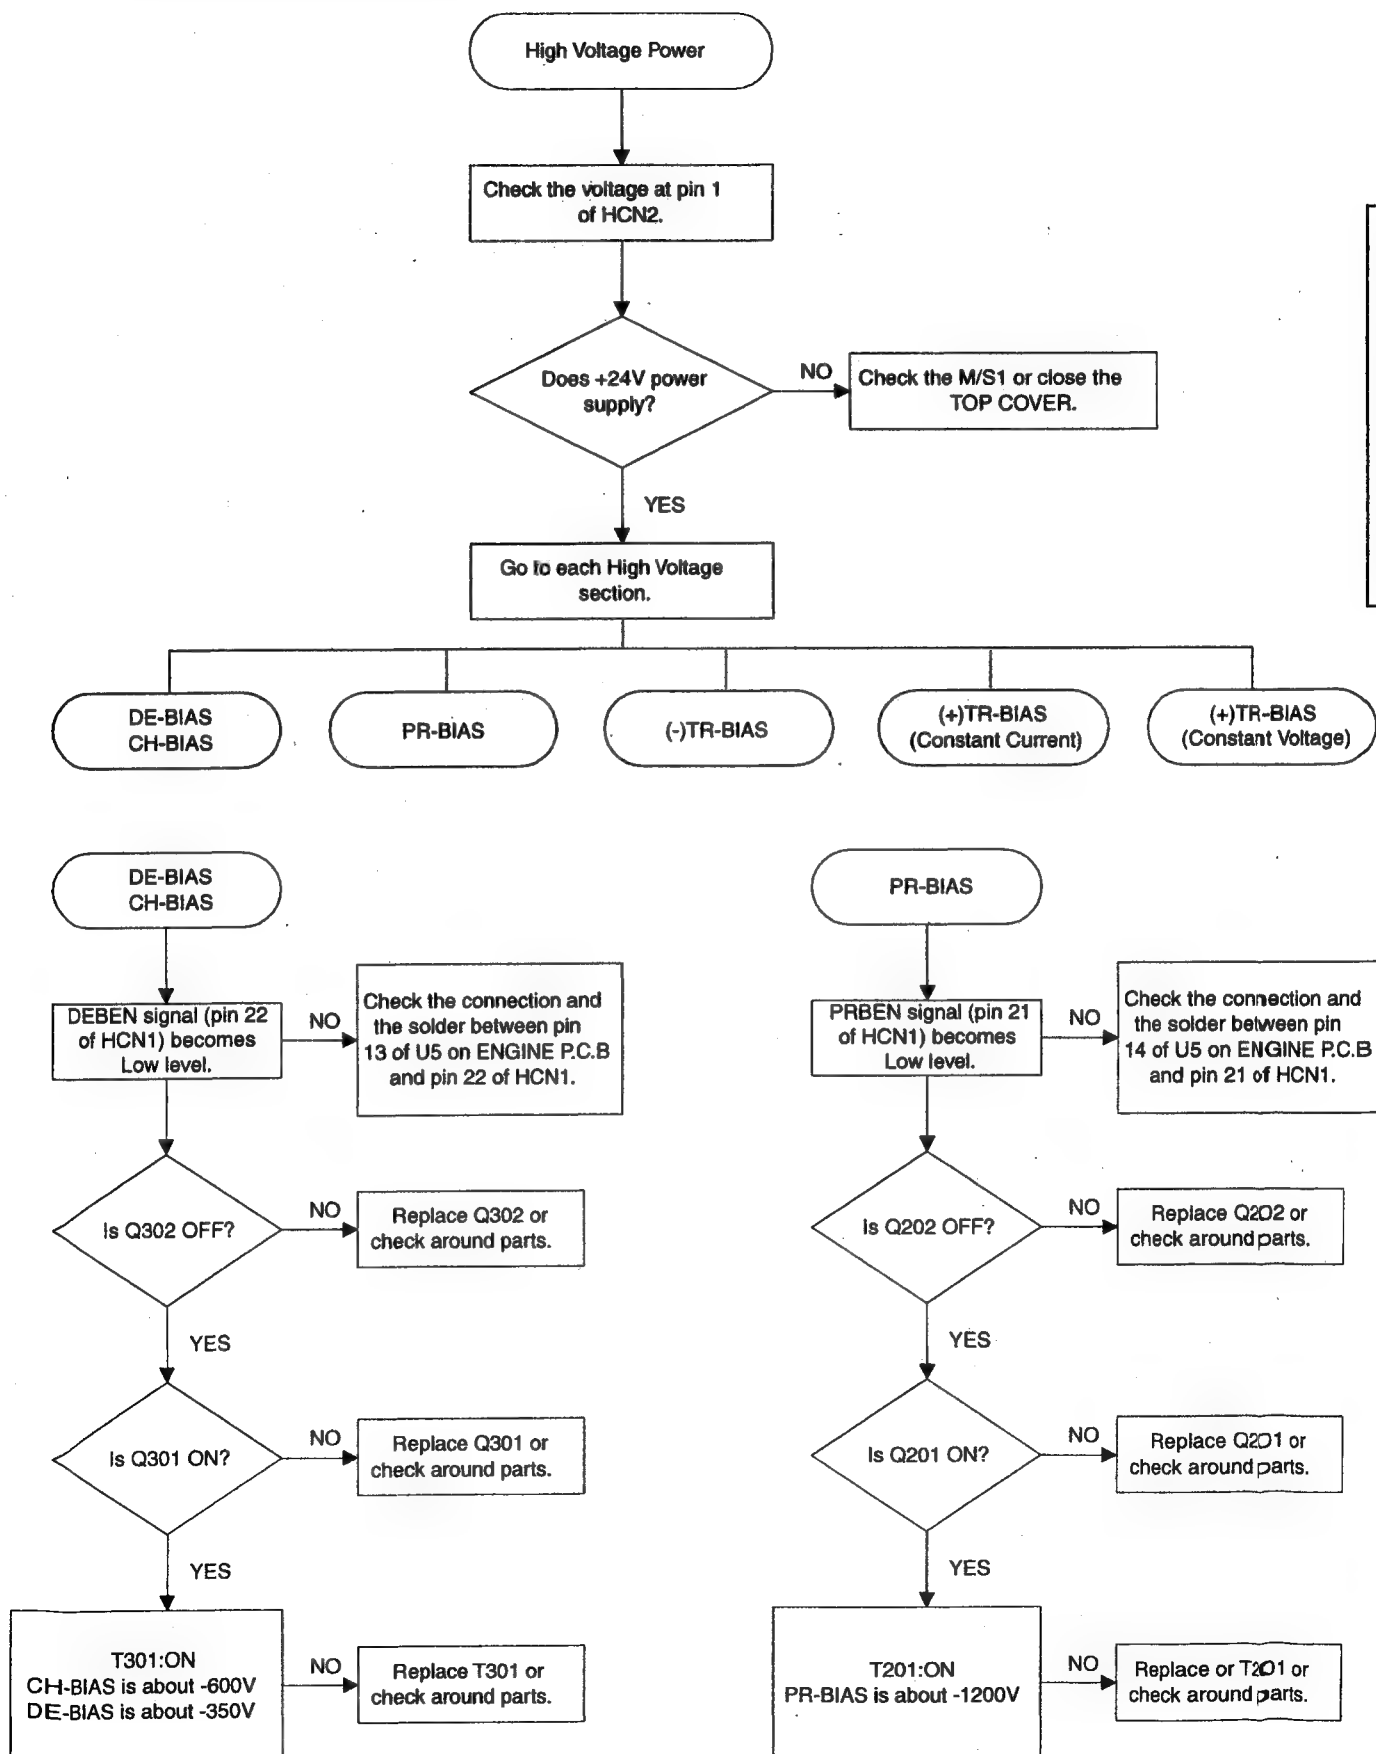 High Voltage Power
Check the voltage at pin 1
of HCN2.
Does +24V power
supply?
NO
Check the M/S1 or close the
TOP COVER.
YES
Go to each High Voltage
section.
DE-BIAS
CH-BIAS
PR-BIAS
(-)TR-BIAS
(+)TR-BIAS
(Constant Current)
(+)TR-BIAS
(Constant Voltage)
DE-BIAS
CH-BIAS
DEBEN signal (pin 22
of HCN1) becomes
Low level.
NO
Check the connection and
the solder between pin
13 of U5 on ENGINE P.C.B
and pin 22 of HCN1.
Is Q302 OFF?
NO
Replace Q302 or
check around parts.
YES
Is Q301 ON?
NO
Replace Q301 or
check around parts.
YES
T301:ON
CH-BIAS is about -600V
DE-BIAS is about -350V
NO
Replace T301 or
check around parts.
PR-BIAS
PRBEN signal (pin 21
of HCN1) becomes
Low level.
NO
Check the connection and
the solder between pin
14 of U5 on ENGINE P.C.B
and pin 21 of HCN1.
Is Q202 OFF?
NO
Replace Q202 or
check around parts.
YES
Is Q201 ON?
NO
Replace Q201 or
check around parts.
YES
T201:ON
PR-BIAS is about -1200V
NO
Replace or T201 or
check around parts.